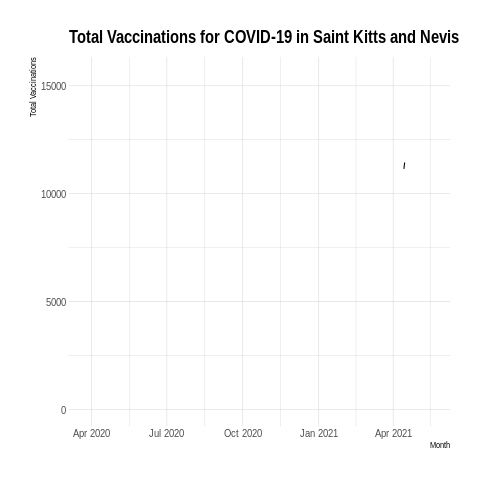 Total Vaccinations for COVID-19 in Saint Kitts and Nevis
Total Vaccinations
15000
10000
5000
0
Apr 2020 Jul 2020 Oct 2020 Jan 2021 Apr 2021
Month